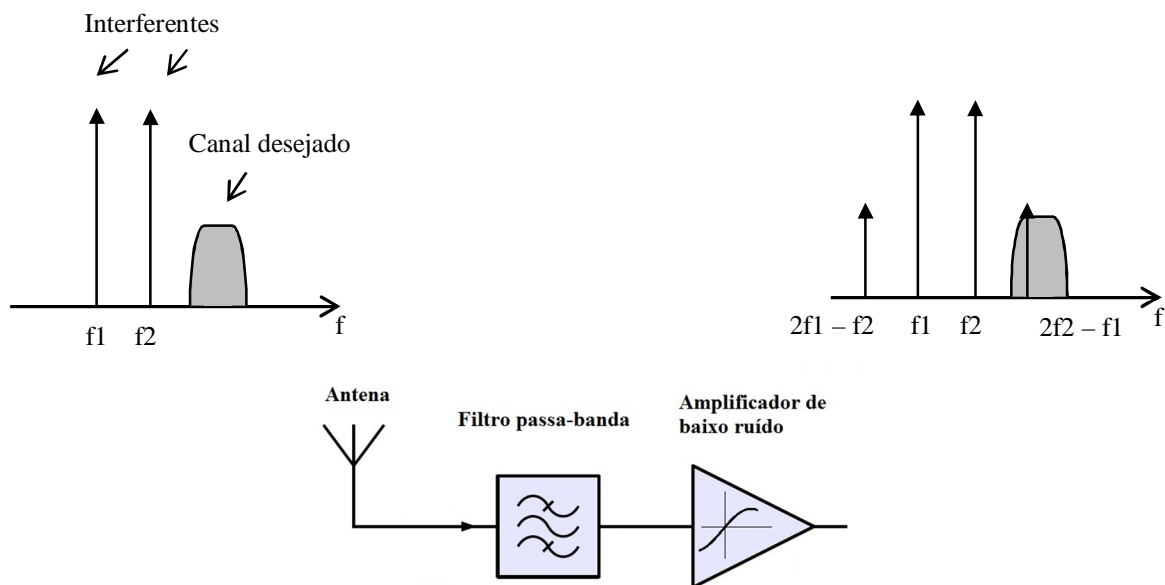 Interferentes
Canal desejado
f
f1
f2
2f1 – f2
f1
f2
2f2 – f1
f
Antena
Filtro passa-banda
Amplificador de
baixo ruído